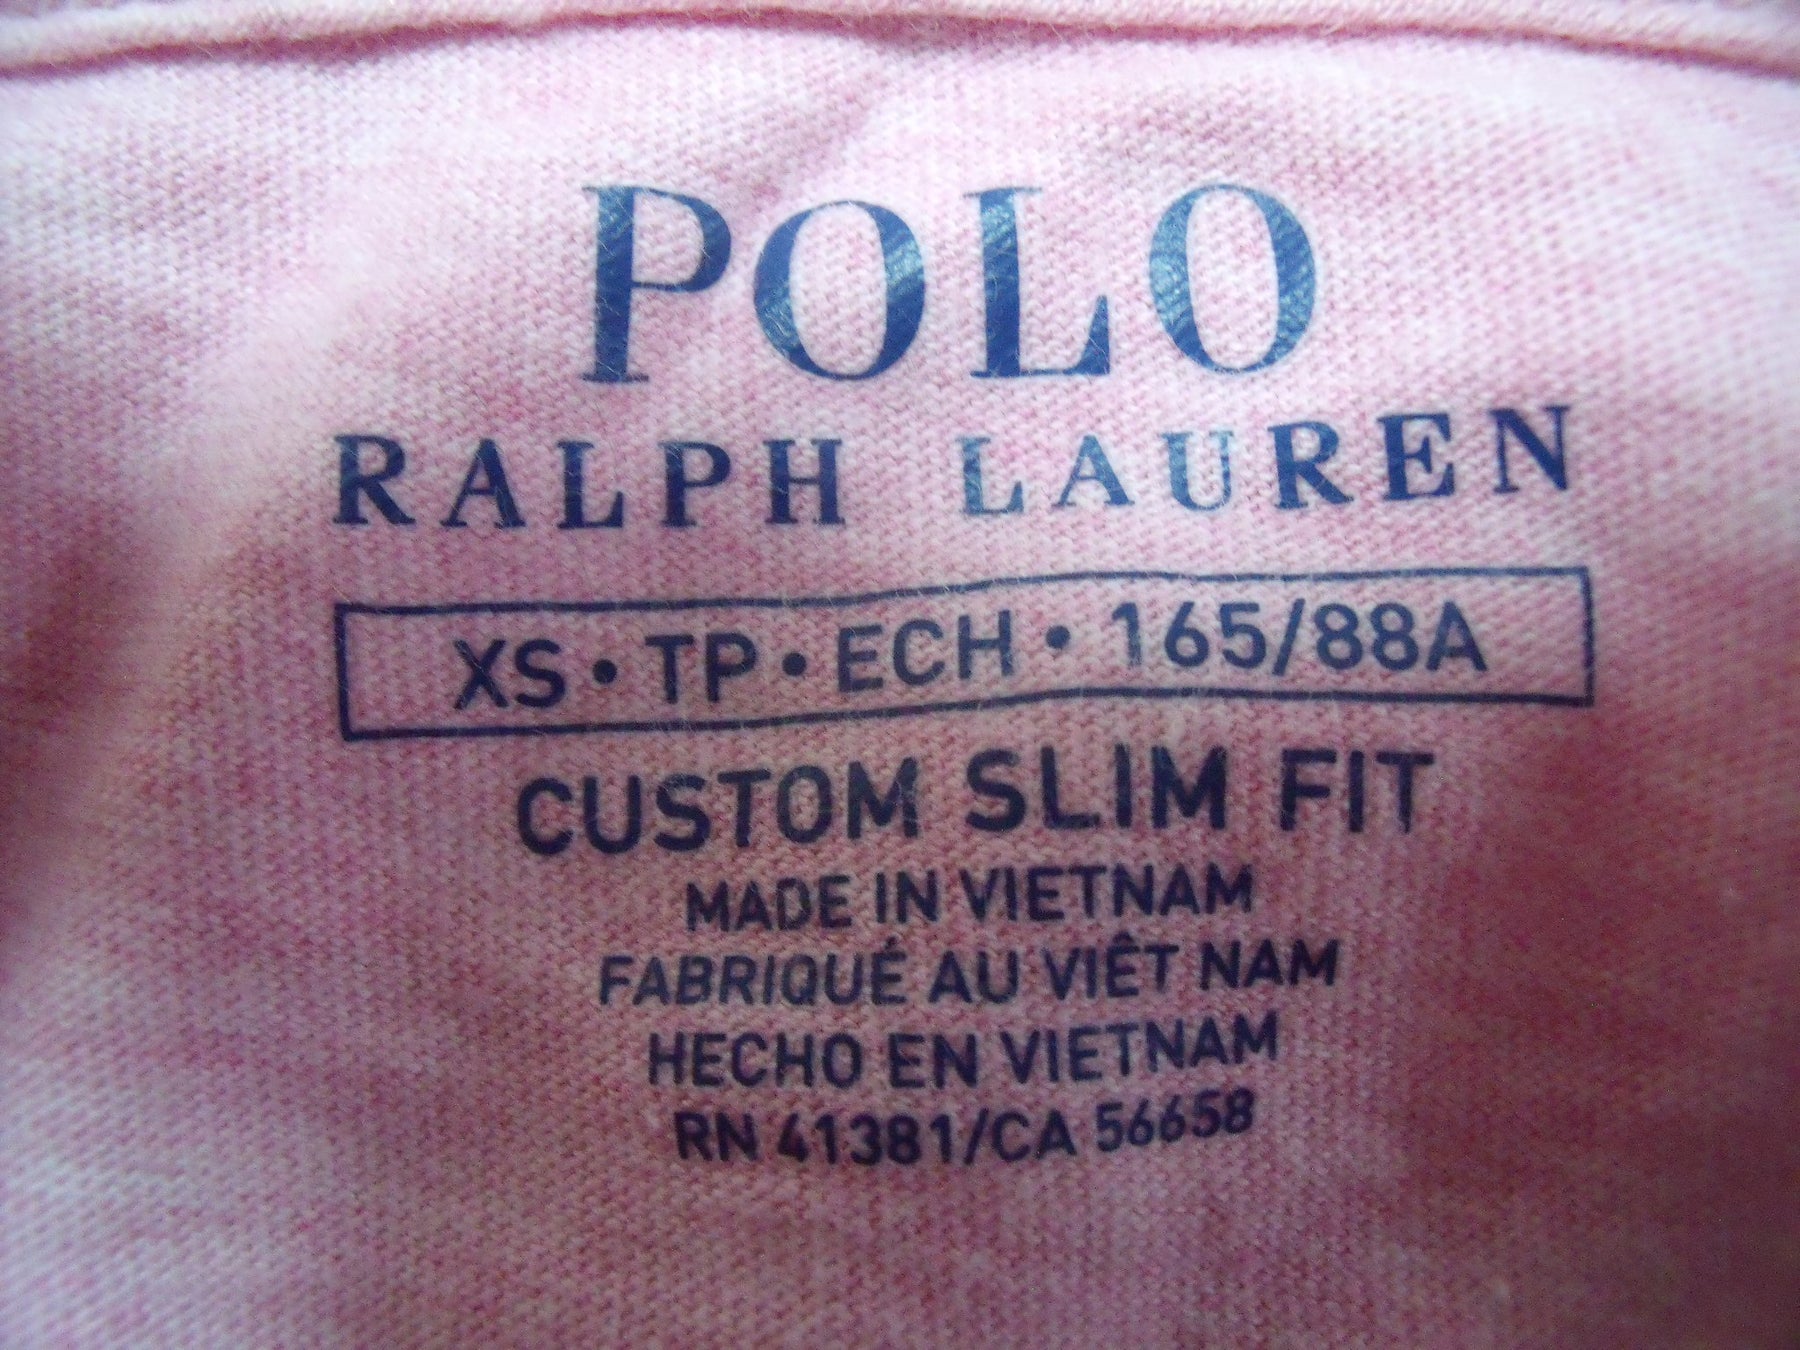 POLO
RALPH LAUREN
XS • TP • ECH • 165/88A
CUSTOM SLIM FIT
MADE IN VIETNAM
FABRIQUÉ AU VIÊT NAM
HECHO EN VIETNAM
RN 41381/CA 56658